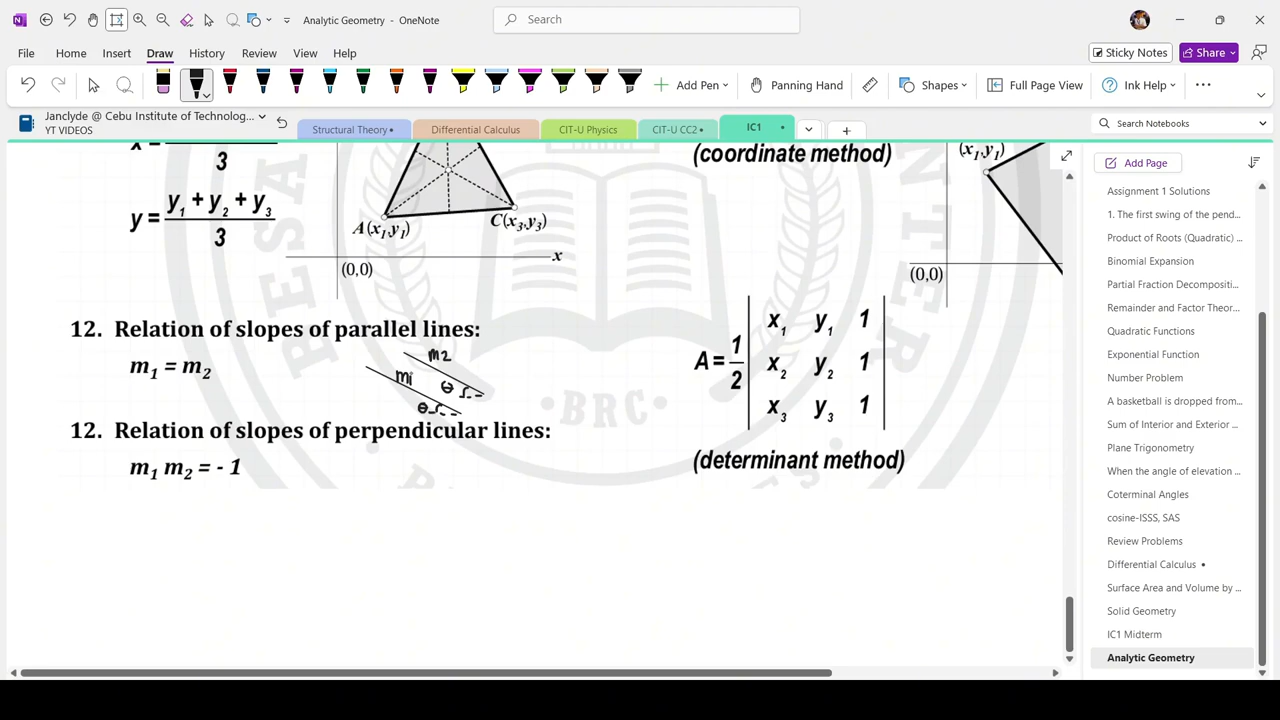 Analytic Geometry - OneNote
Search
File Home Insert Draw History Review View Help
Sticky Notes
Share
Add Pen
Panning Hand
Shapes
Full Page View
Ink Help
Janclyde @ Cebu Institute of Technolog...
YT VIDEOS
Structural Theory
Differential Calculus
CIT-U Physics
CIT-U CC2
IC1
Search Notebooks
Add Page
Assignment 1 Solutions
1. The first swing of the pend...
Product of Roots (Quadratic) ...
Binomial Expansion
Partial Fraction Decompositi...
Remainder and Factor Theor...
Quadratic Functions
Exponential Function
Number Problem
A basketball is dropped from...
Sum of Interior and Exterior ...
Plane Trigonometry
When the angle of elevation ...
Coterminal Angles
cosine-ISSS, SAS
Review Problems
Differential Calculus
Surface Area and Volume by ...
Solid Geometry
IC1 Midterm
Analytic Geometry
3
y = y₁ + y₂ + y₃
3
A(x₁,y₁)
C(x₃,y₃)
x
(0,0)
12. Relation of slopes of parallel lines:
m₁ = m₂
m2
m1
θ
θ
12. Relation of slopes of perpendicular lines:
m₁ m₂ = - 1
(coordinate method)
(x₁,y₁)
(0,0)
A = 1/2
x₁ y₁ 1
x₂ y₂ 1
x₃ y₃ 1
(determinant method)
BESA
NTER
·BRC·